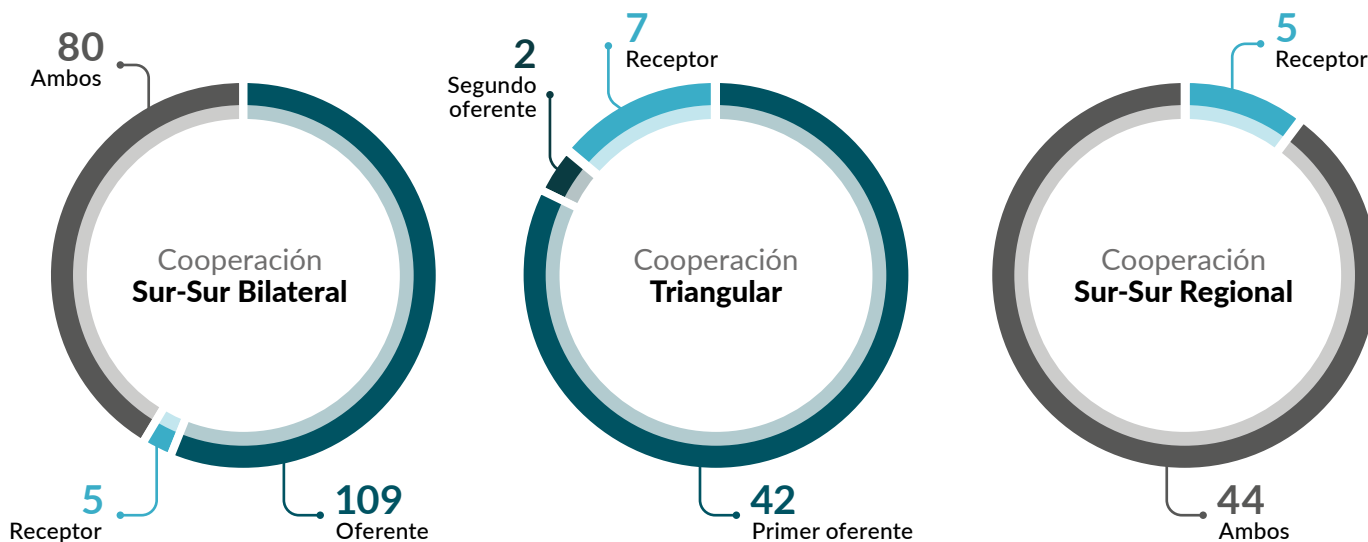 80
Ambos
Cooperación
Sur-Sur Bilateral
5
Receptor
109
Oferente
2
Segundo
oferente
7
Receptor
Cooperación
Triangular
42
Primer oferente
5
Receptor
Cooperación
Sur-Sur Regional
44
Ambos